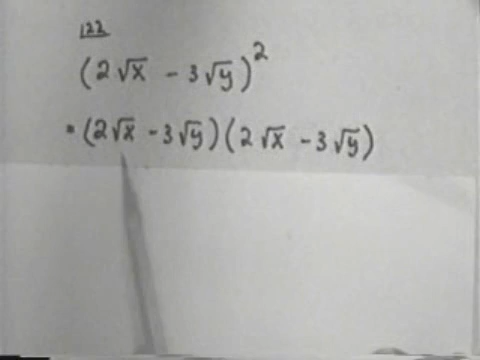 122
(2√x - 3√y)²
= (2√x - 3√y)(2√x - 3√y)